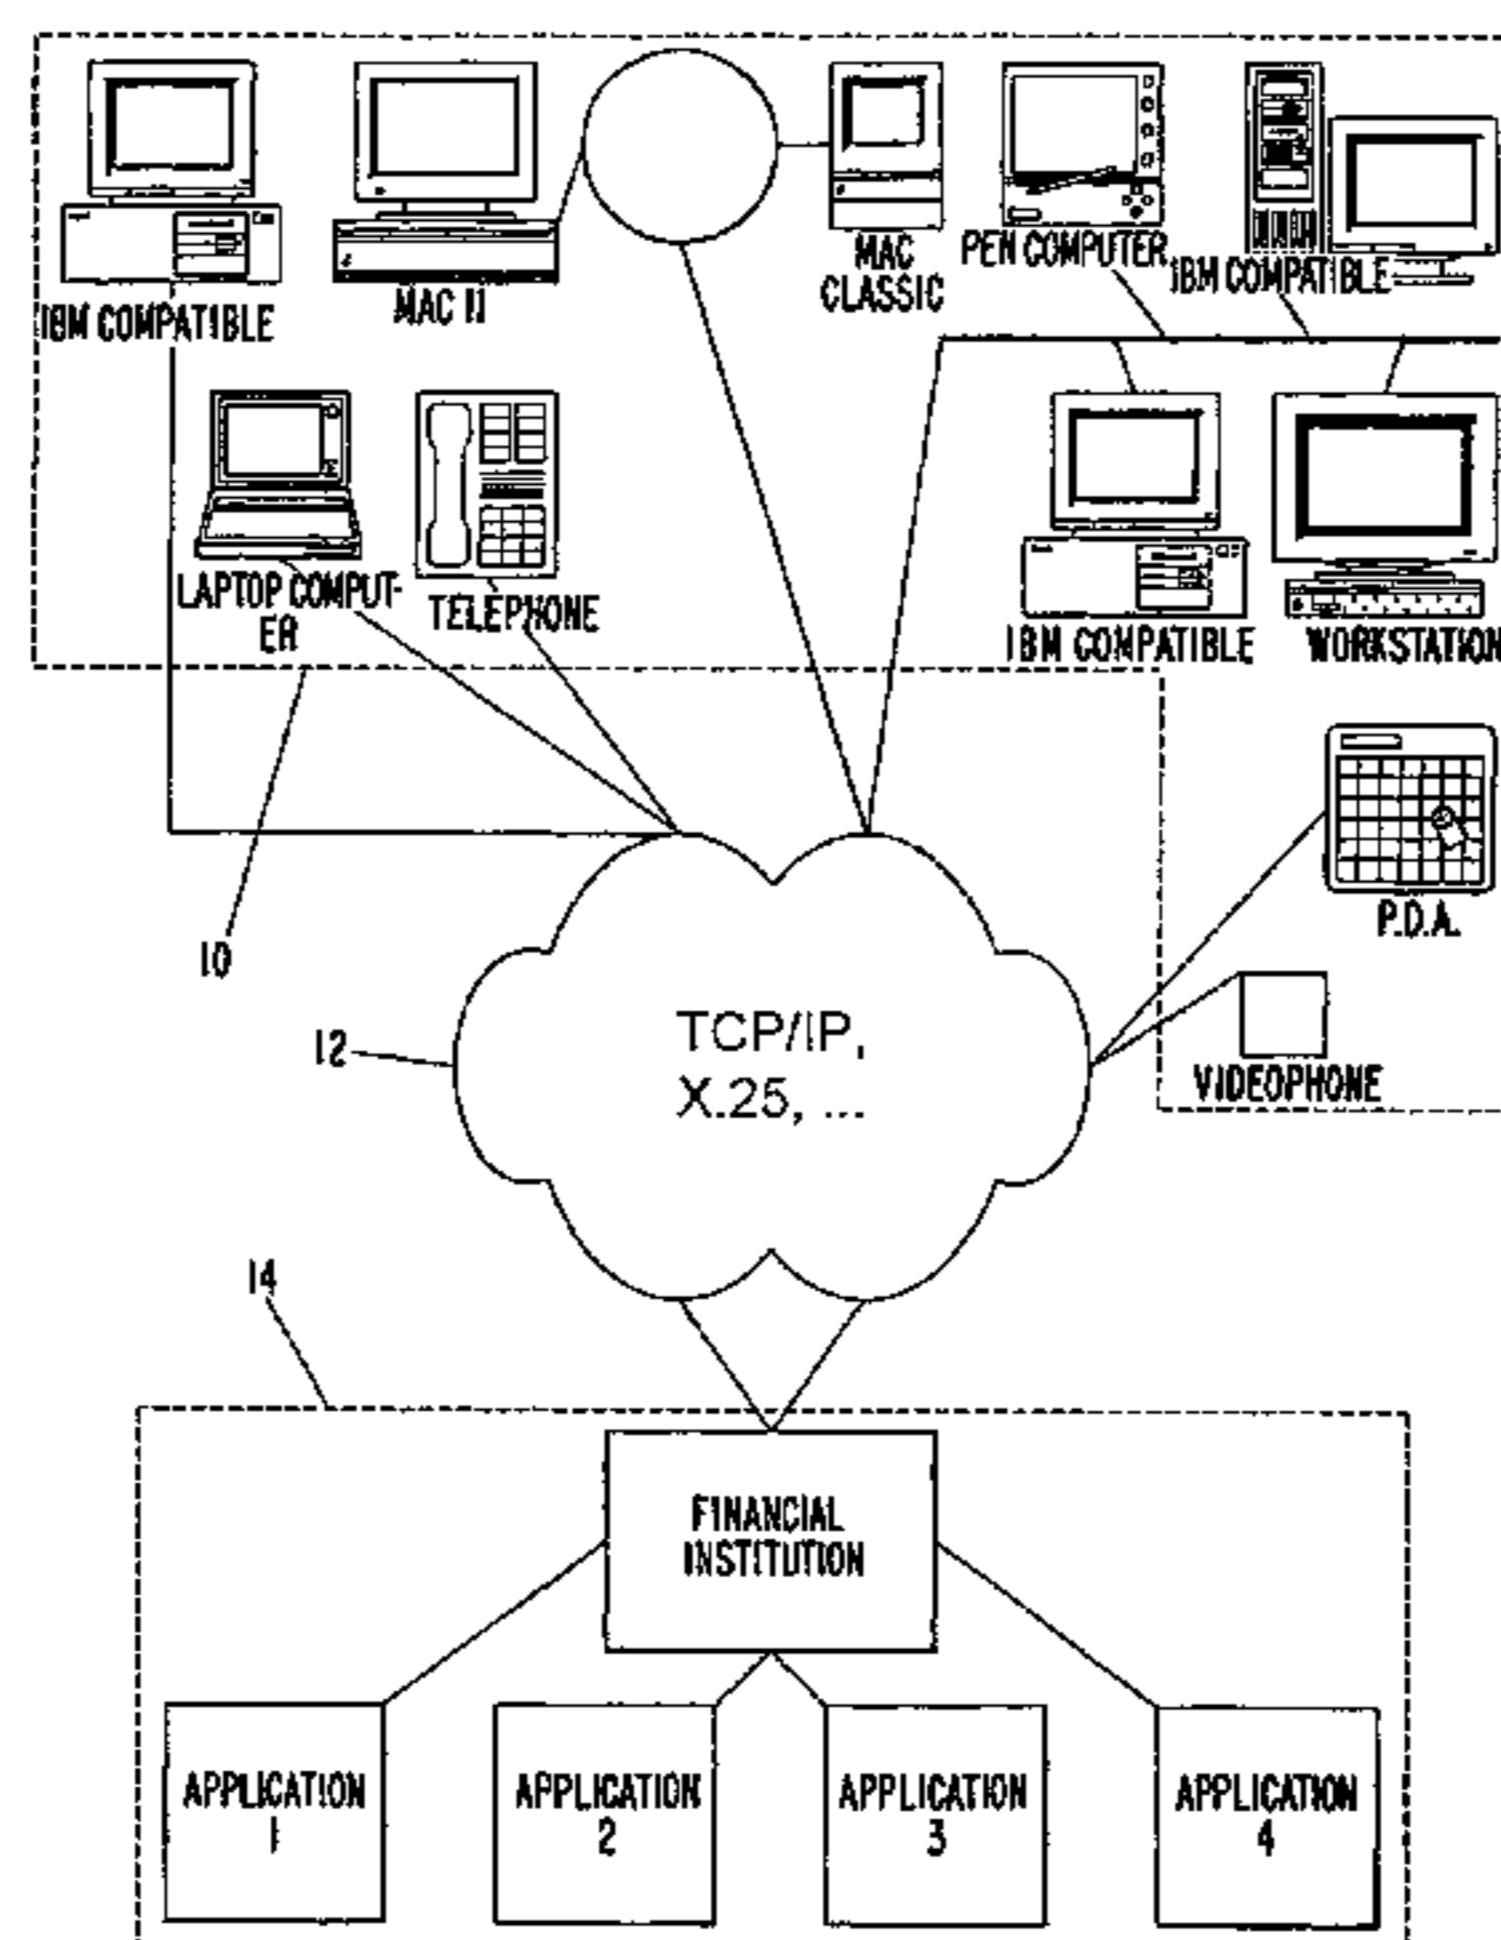 MAC
CLASSIC
PEN COMPUTER
IBM COMPATIBLE
IBM COMPATIBLE
MAC II
LAPTOP COMPUT-
ER
TELEPHONE
IBM COMPATIBLE
WORKSTATION
P.D.A.
10
12
TCP/IP,
X.25, ...
VIDEOPHONE
14
FINANCIAL
INSTITUTION
APPLICATION
1
APPLICATION
2
APPLICATION
3
APPLICATION
4